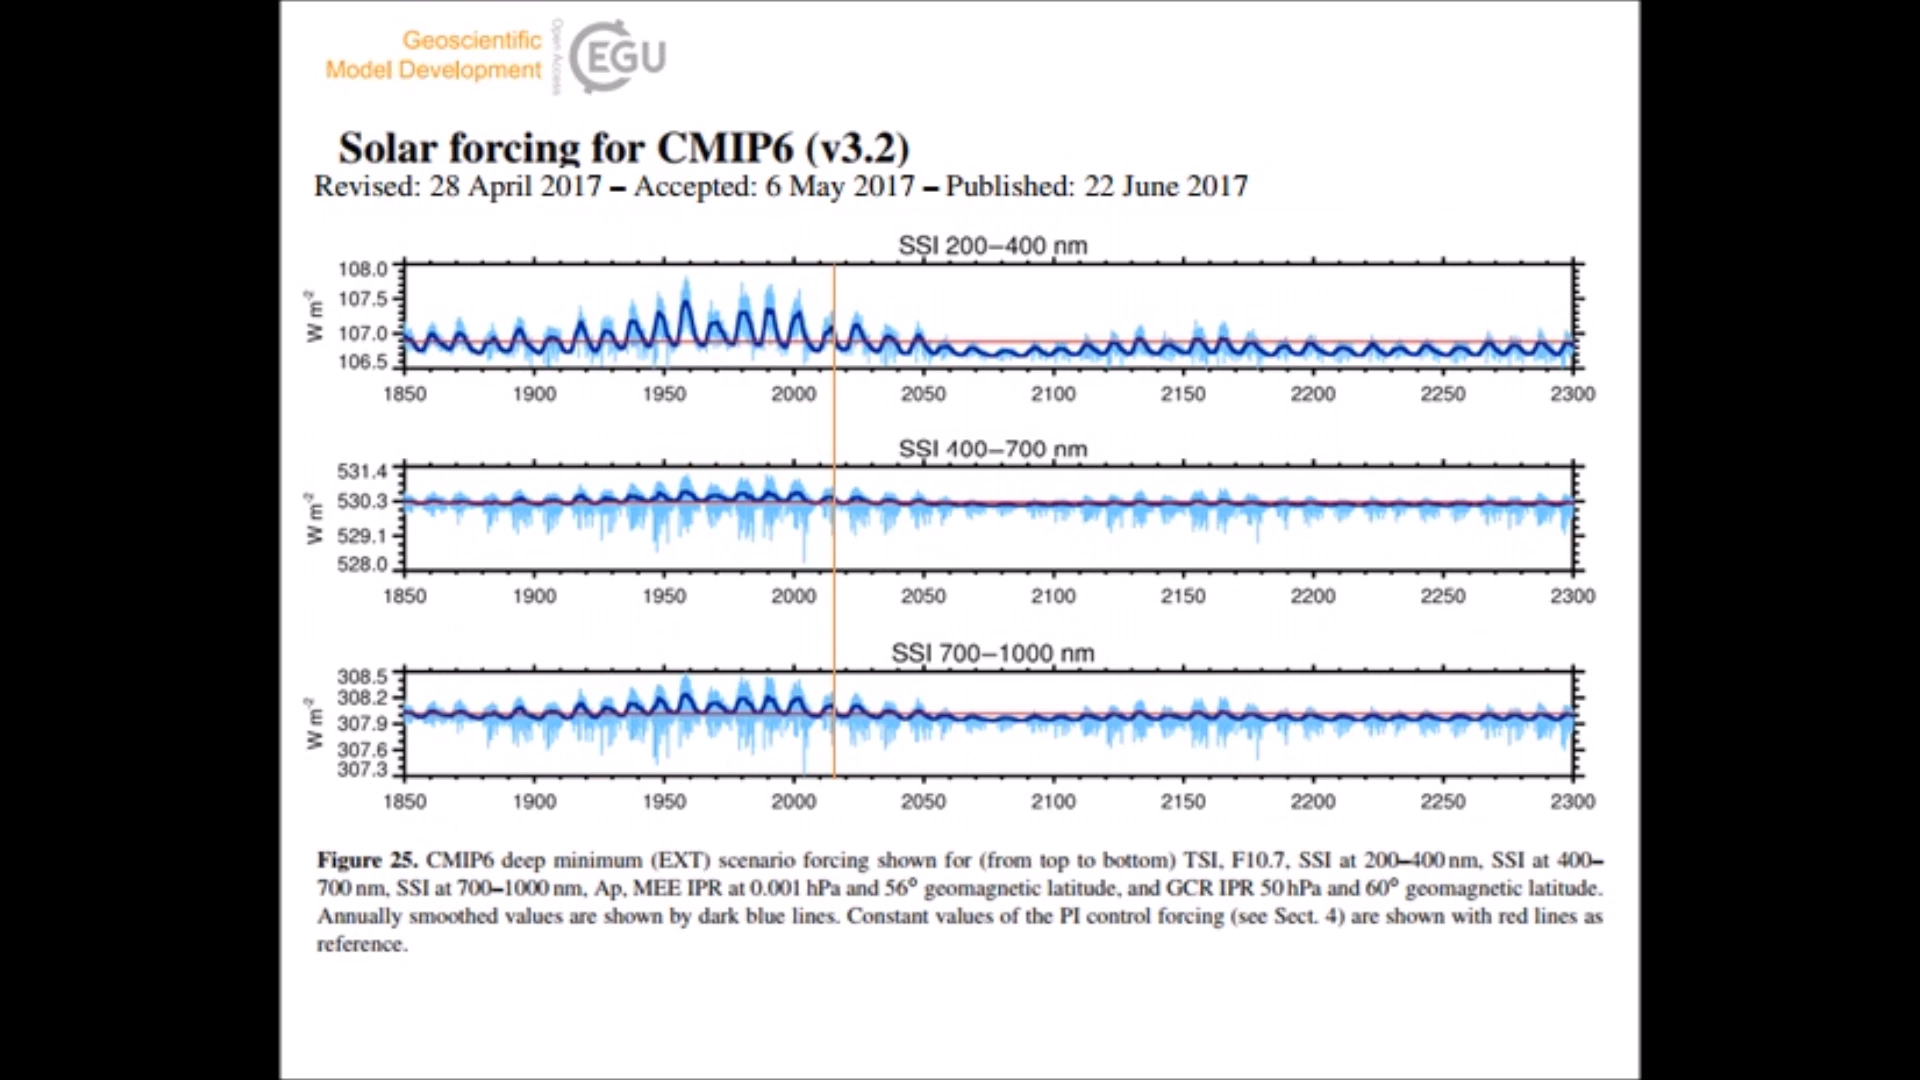 Geoscientific
Model Development
Open Access
EGU
Solar forcing for CMIP6 (v3.2)
Revised: 28 April 2017 – Accepted: 6 May 2017 – Published: 22 June 2017
SSI 200–400 nm
108.0
107.5
107.0
106.5
W m-2
1850 1900 1950 2000 2050 2100 2150 2200 2250 2300
SSI 400–700 nm
531.4
530.3
529.1
528.0
W m-2
1850 1900 1950 2000 2050 2100 2150 2200 2250 2300
SSI 700–1000 nm
308.5
308.2
307.9
307.6
307.3
W m-2
1850 1900 1950 2000 2050 2100 2150 2200 2250 2300
Figure 25. CMIP6 deep minimum (EXT) scenario forcing shown for (from top to bottom) TSI, F10.7, SSI at 200–400 nm, SSI at 400–
700 nm, SSI at 700–1000 nm, Ap, MEE IPR at 0.001 hPa and 56° geomagnetic latitude, and GCR IPR 50 hPa and 60° geomagnetic latitude.
Annually smoothed values are shown by dark blue lines. Constant values of the PI control forcing (see Sect. 4) are shown with red lines as
reference.